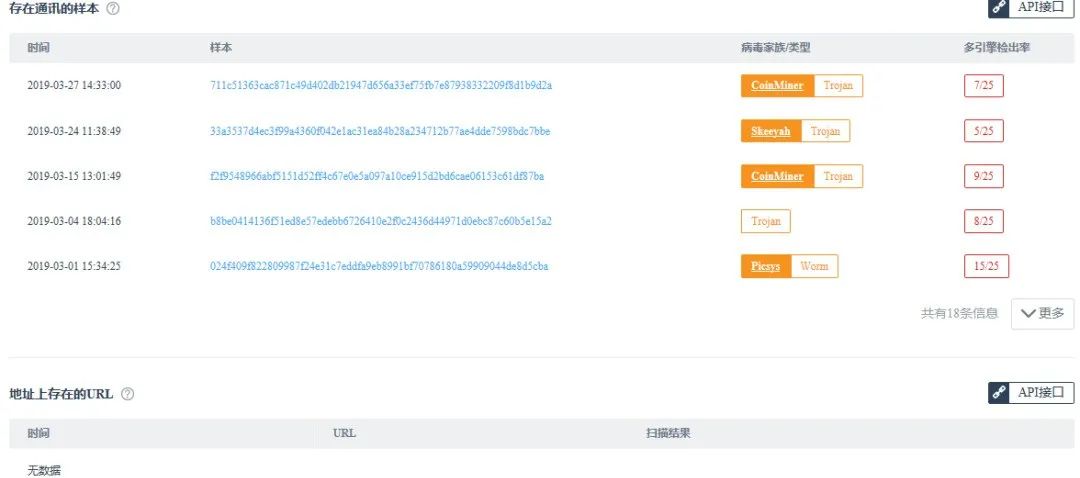 存在通讯的样本 API接口
时间 样本 病毒家族/类型 多引擎检出率
2019-03-27 14:33:00 711c51363cac871c49d402db21947d656a33ef75fb7e87938332209f8d1b9d2a CoinMiner Trojan 7/25
2019-03-24 11:38:49 33a3537d4ec3f99a4360f042e1ac31ea84b28a234712b77ae4dde7598bdc7bbe Skeeyah Trojan 5/25
2019-03-15 13:01:49 f2f9548966abf5151d52ff4c67e0e5a097a10ce915d2bd6cae06153c61df87ba CoinMiner Trojan 9/25
2019-03-04 18:04:16 b8be0414136f51ed8e57edebb6726410e2f0c2436d44971d0ebc87c60b5e15a2 Trojan 8/25
2019-03-01 15:34:25 024f409f822809987f24e31c7eddfa9eb8991bf70786180a59909044de8d5cba Picsys Worm 15/25
共有18条信息 更多
地址上存在的URL API接口
时间 URL 扫描结果
无数据